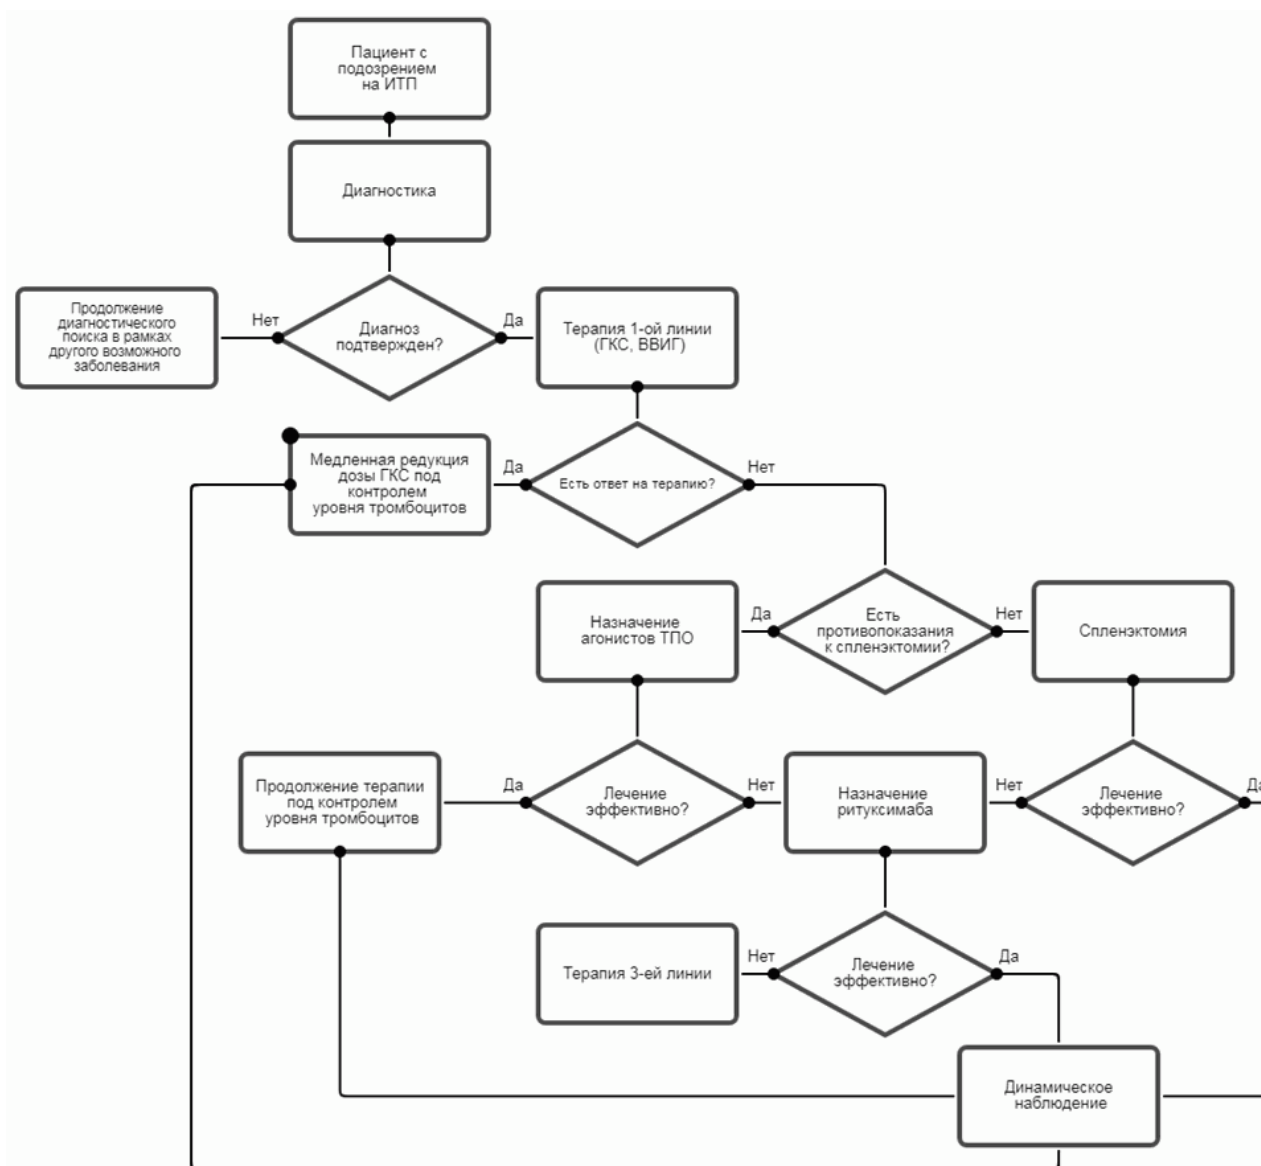 Пациент с
подозрением
на ИТП
Диагностика
Продолжение
диагностического
поиска в рамках
другого возможного
заболевания
Нет
Диагноз
подтвержден?
Да
Терапия 1-ой линии
(ГКС, ВВИГ)
Медленная редукция
дозы ГКС под
контролем
уровня тромбоцитов
Да
Есть ответ на терапию?
Нет
Назначение
агонистов ТПО
Да
Есть
противопоказания
к спленэктомии?
Нет
Спленэктомия
Продолжение терапии
под контролем
уровня тромбоцитов
Да
Лечение
эффективно?
Нет
Назначение
ритуксимаба
Нет
Лечение
эффективно?
Да
Терапия 3-ей линии
Нет
Лечение
эффективно?
Да
Динамическое
наблюдение